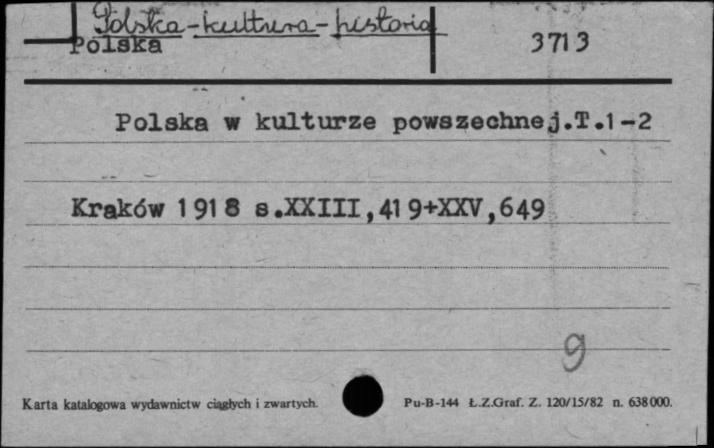 Polska-kultura-historia
Polska
3713
Polska w kulturze powszechnej.T.1-2
Kraków 1918 s.XXIII,419+XXV,649
9
Karta katalogowa wydawnictw ciągłych i zwartych.
Pu-B-144 Ł.Z.Graf. Z. 120/15/82 n. 638000.